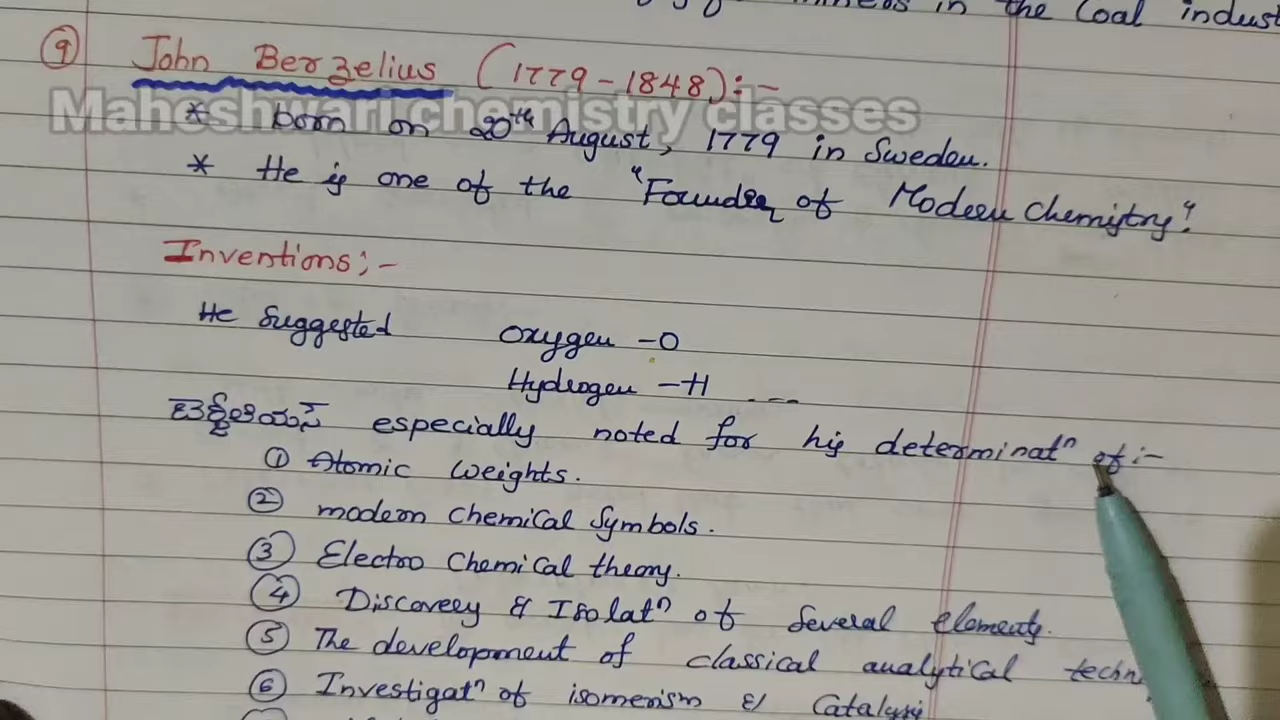 in the Coal indust
⑨ John Berzelius (1779-1848):-
Maheshwari chemistry classes
* born on 20th August, 1779 in Sweden.
* He is one of the "Founder of Modern Chemistry"
Inventions:-
He Suggested Oxygen - O
Hydrogen - H ---
especially noted for his determinatn of:-
① Atomic weights.
② modern Chemical Symbols.
③ Electro Chemical theory.
④ Discovery & Isolatn of Several elements.
⑤ The development of classical analytical techn
⑥ Investigatn of isomerism & Catalysis